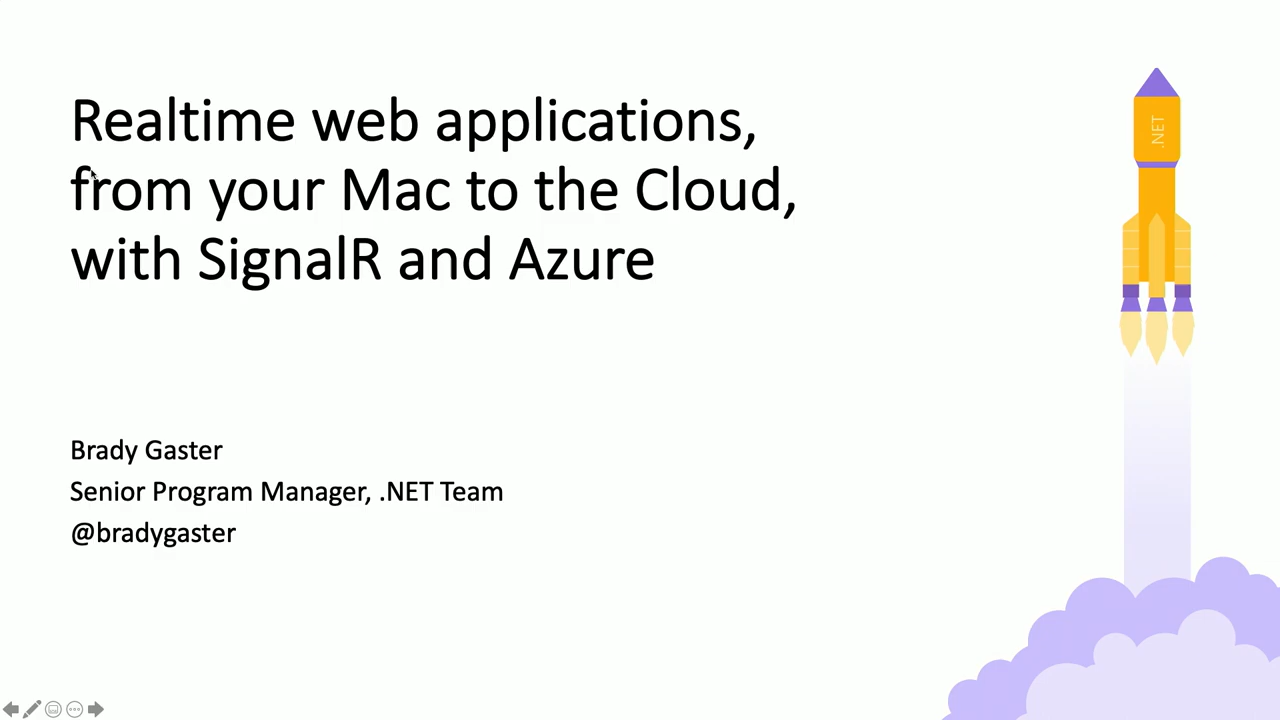 Realtime web applications,
from your Mac to the Cloud,
with SignalR and Azure
Brady Gaster
Senior Program Manager, .NET Team
@bradygaster
.NET